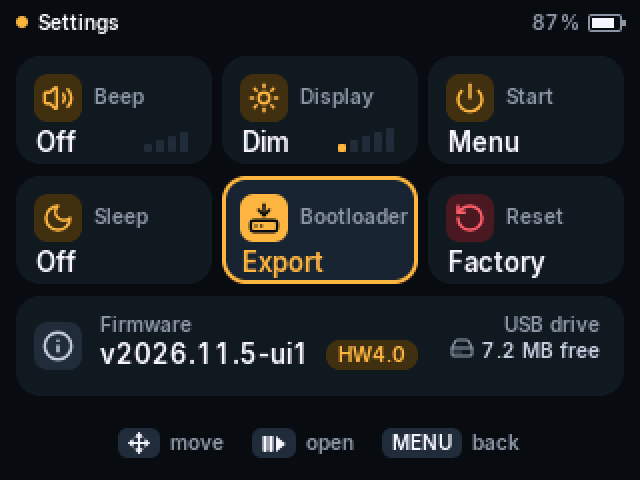 Settings
87%
Beep
Off
Display
Dim
Start
Menu
Sleep
Off
Bootloader
Export
Reset
Factory
Firmware
v2026.11.5-ui1
HW4.0
USB drive
7.2 MB free
move
open
MENU back